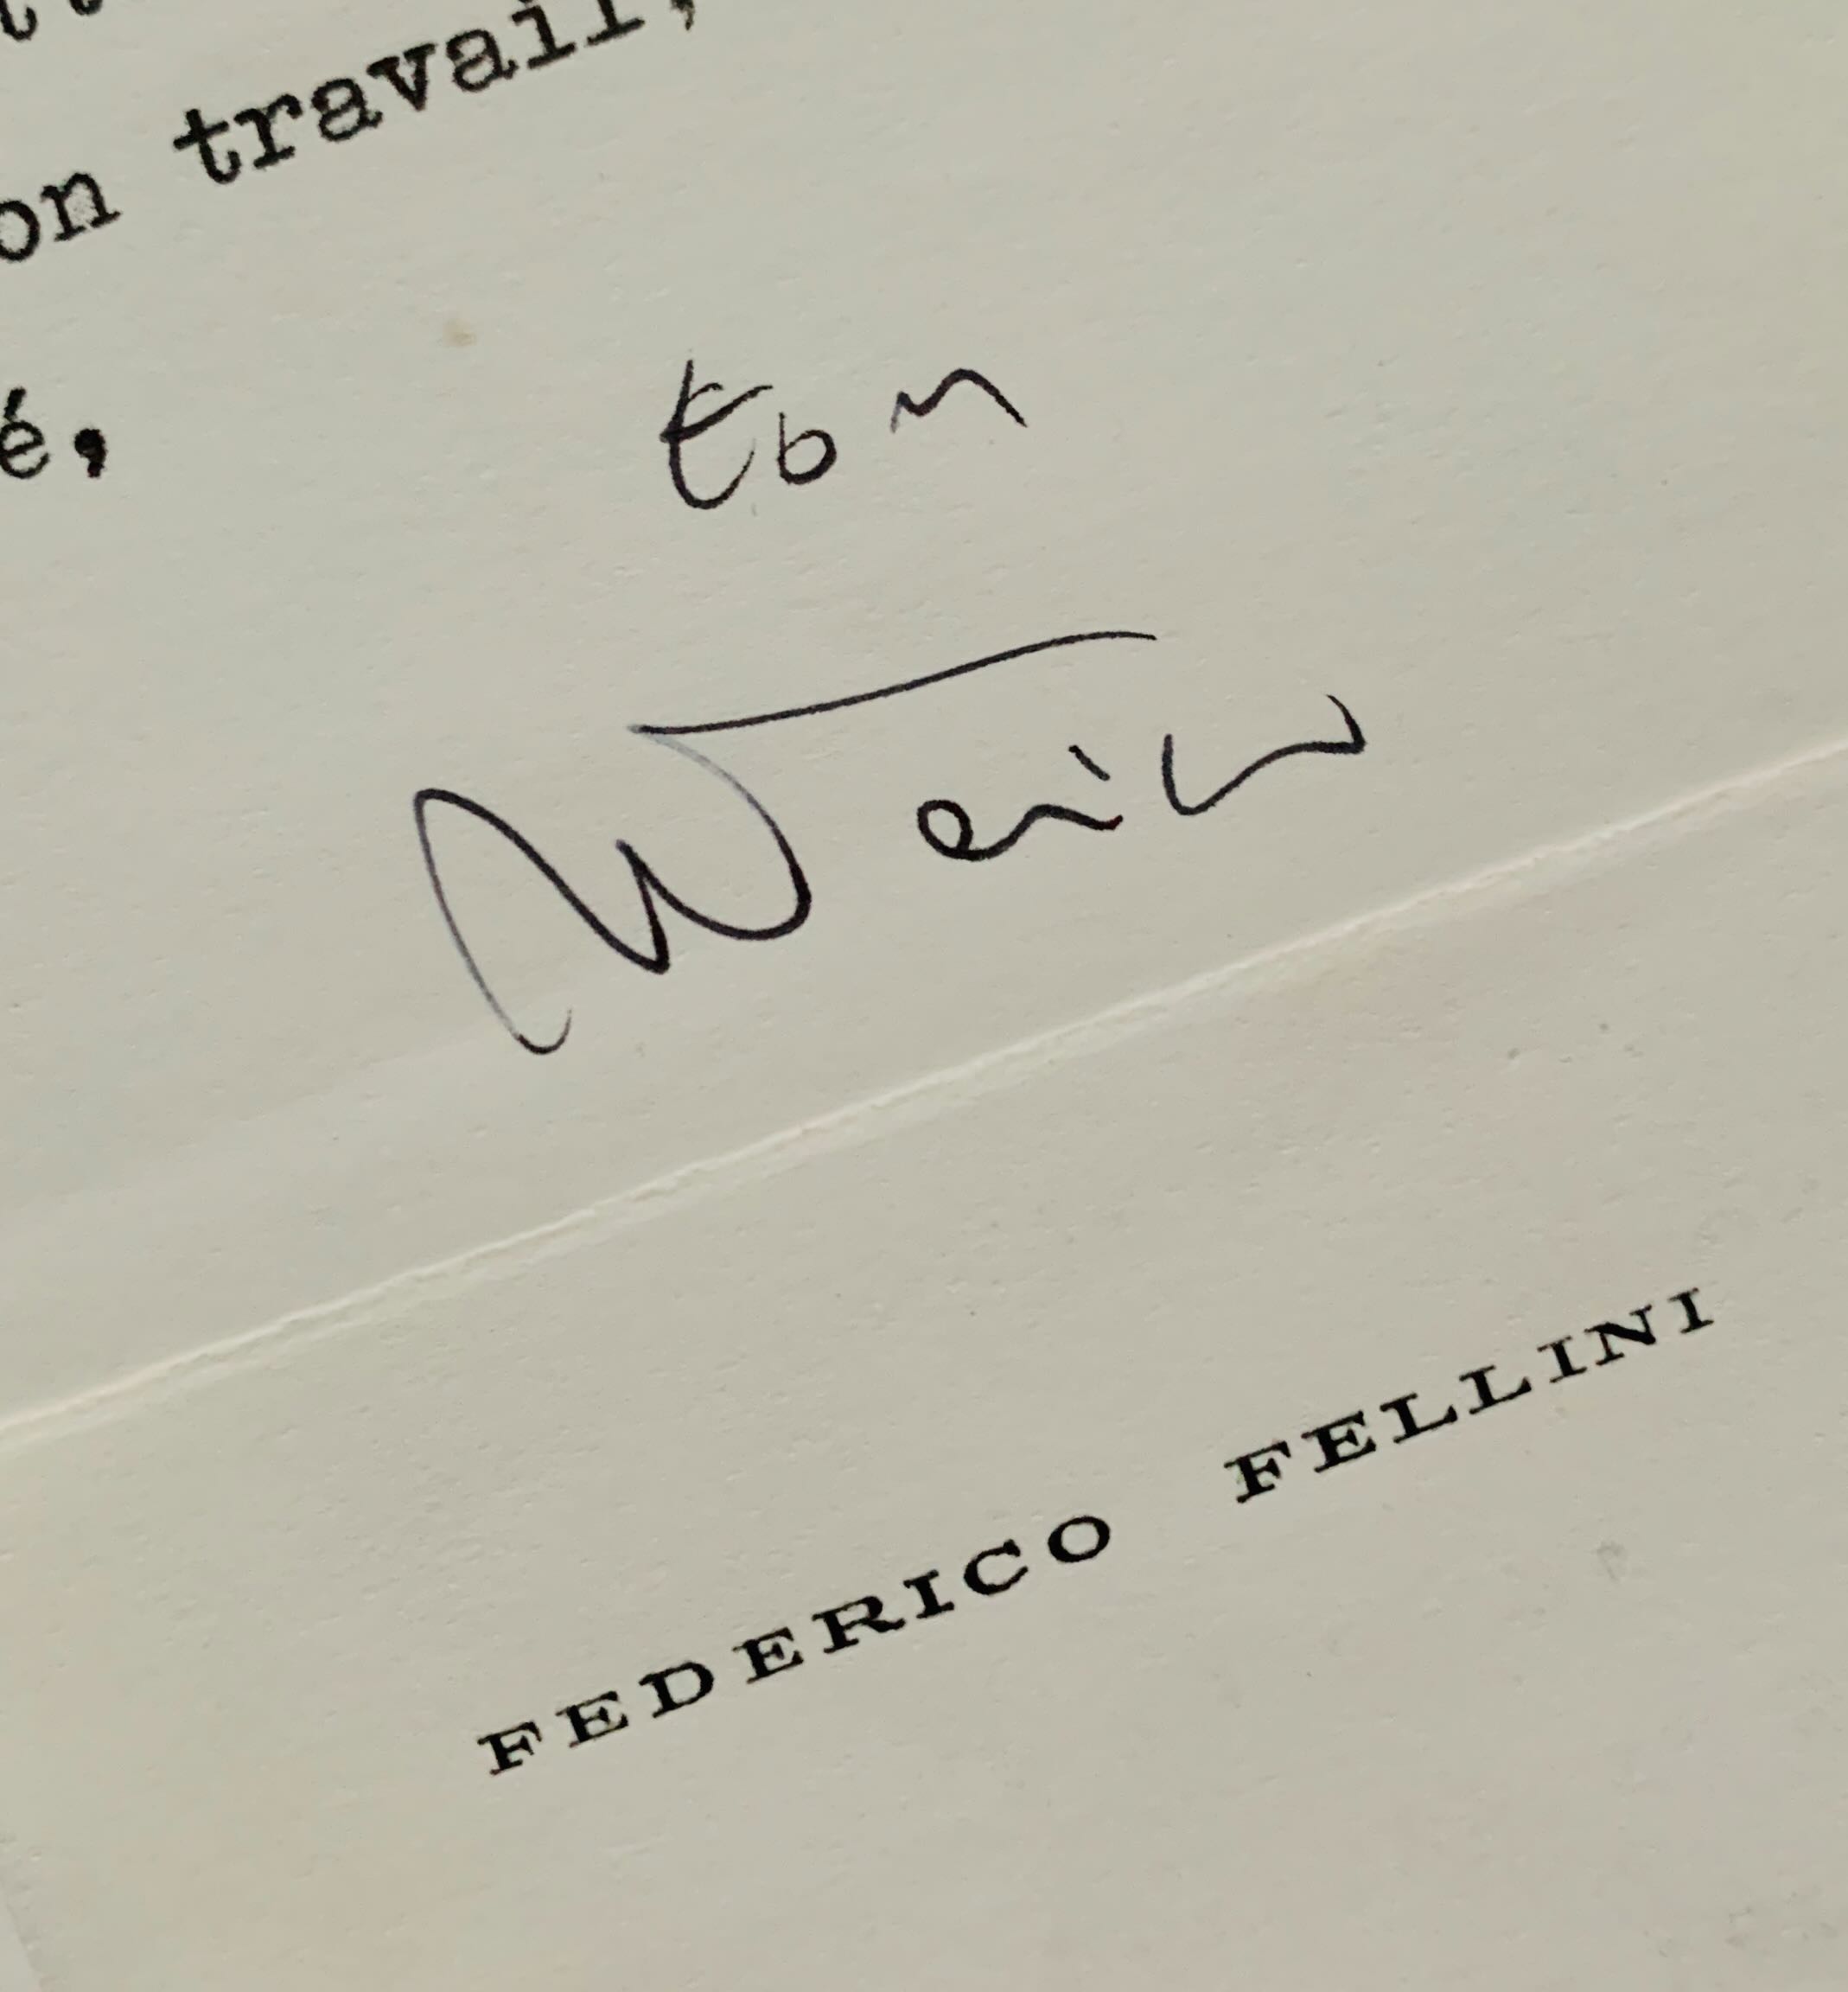 on travail,
é,
ton
FEDERICO FELLINI